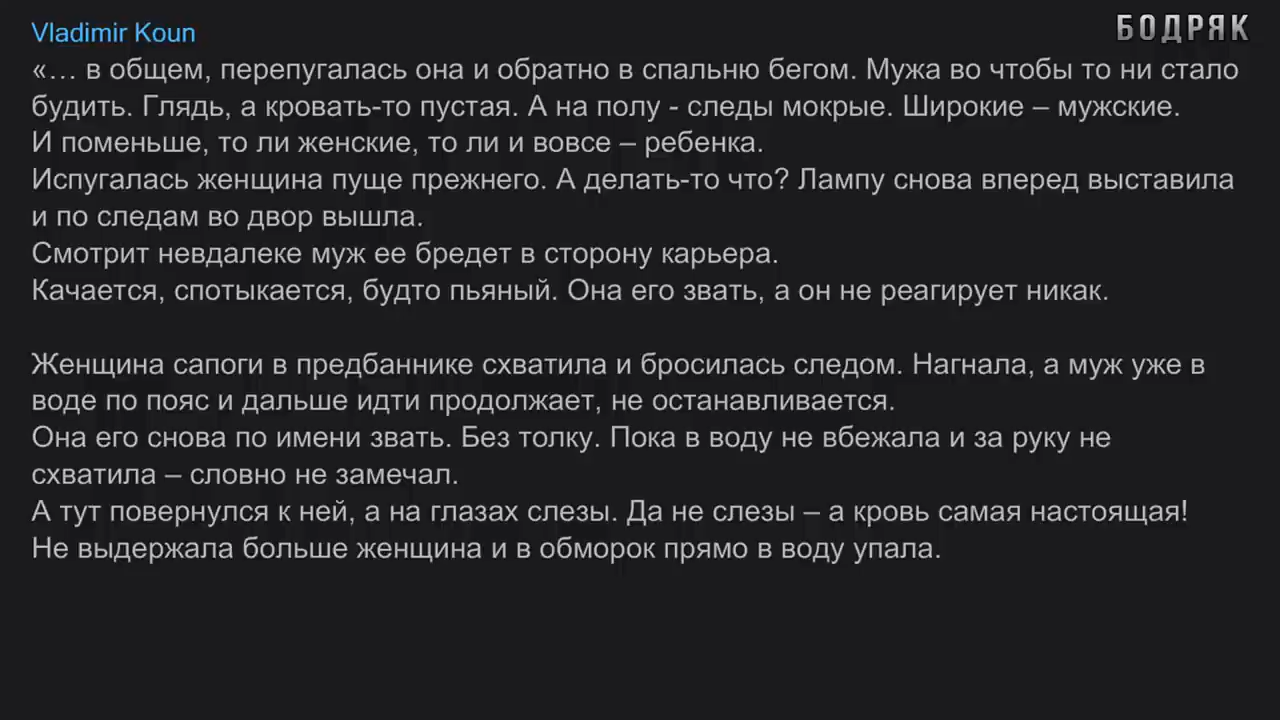 Vladimir Koun
БОДРЯК
«… в общем, перепугалась она и обратно в спальню бегом. Мужа во чтобы то ни стало
будить. Глядь, а кровать-то пустая. А на полу - следы мокрые. Широкие – мужские.
И поменьше, то ли женские, то ли и вовсе – ребенка.
Испугалась женщина пуще прежнего. А делать-то что? Лампу снова вперед выставила
и по следам во двор вышла.
Смотрит невдалеке муж ее бредет в сторону карьера.
Качается, спотыкается, будто пьяный. Она его звать, а он не реагирует никак.
Женщина сапоги в предбаннике схватила и бросилась следом. Нагнала, а муж уже в
воде по пояс и дальше идти продолжает, не останавливается.
Она его снова по имени звать. Без толку. Пока в воду не вбежала и за руку не
схватила – словно не замечал.
А тут повернулся к ней, а на глазах слезы. Да не слезы – а кровь самая настоящая!
Не выдержала больше женщина и в обморок прямо в воду упала.